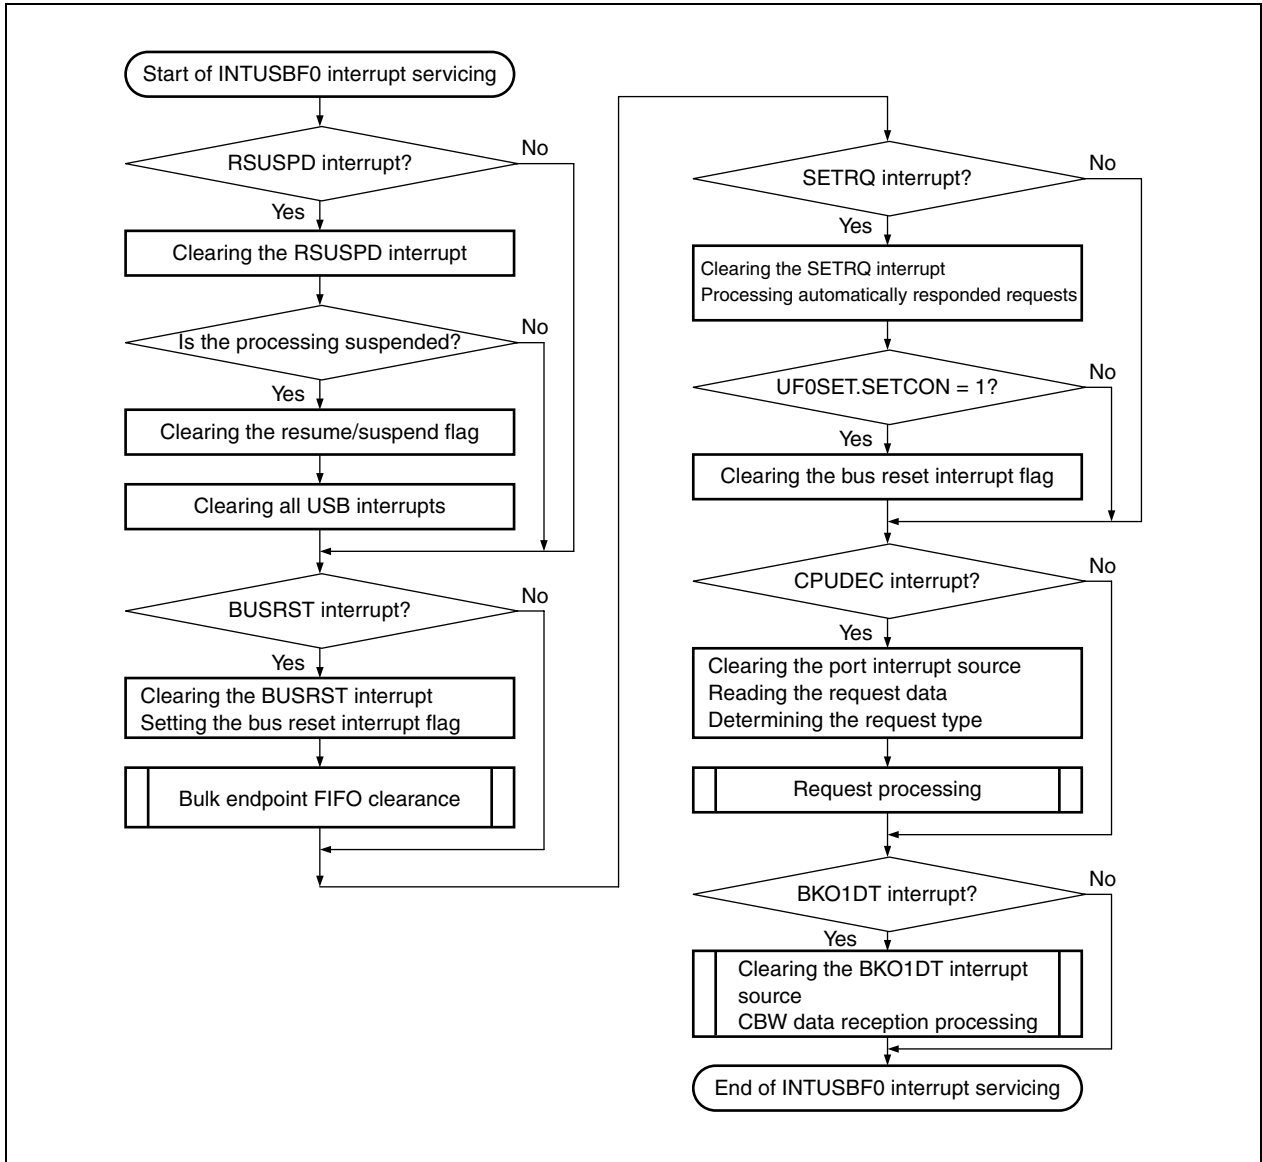 Start of INTUSBF0 interrupt servicing
RSUSPD interrupt?
No
Yes
Clearing the RSUSPD interrupt
Is the processing suspended?
No
Yes
Clearing the resume/suspend flag
Clearing all USB interrupts
BUSRST interrupt?
No
Yes
Clearing the BUSRST interrupt
Setting the bus reset interrupt flag
Bulk endpoint FIFO clearance
SETRQ interrupt?
No
Yes
Clearing the SETRQ interrupt
Processing automatically responded requests
UF0SET.SETCON = 1?
No
Yes
Clearing the bus reset interrupt flag
CPUDEC interrupt?
No
Yes
Clearing the port interrupt source
Reading the request data
Determining the request type
Request processing
BKO1DT interrupt?
No
Yes
Clearing the BKO1DT interrupt
source
CBW data reception processing
End of INTUSBF0 interrupt servicing